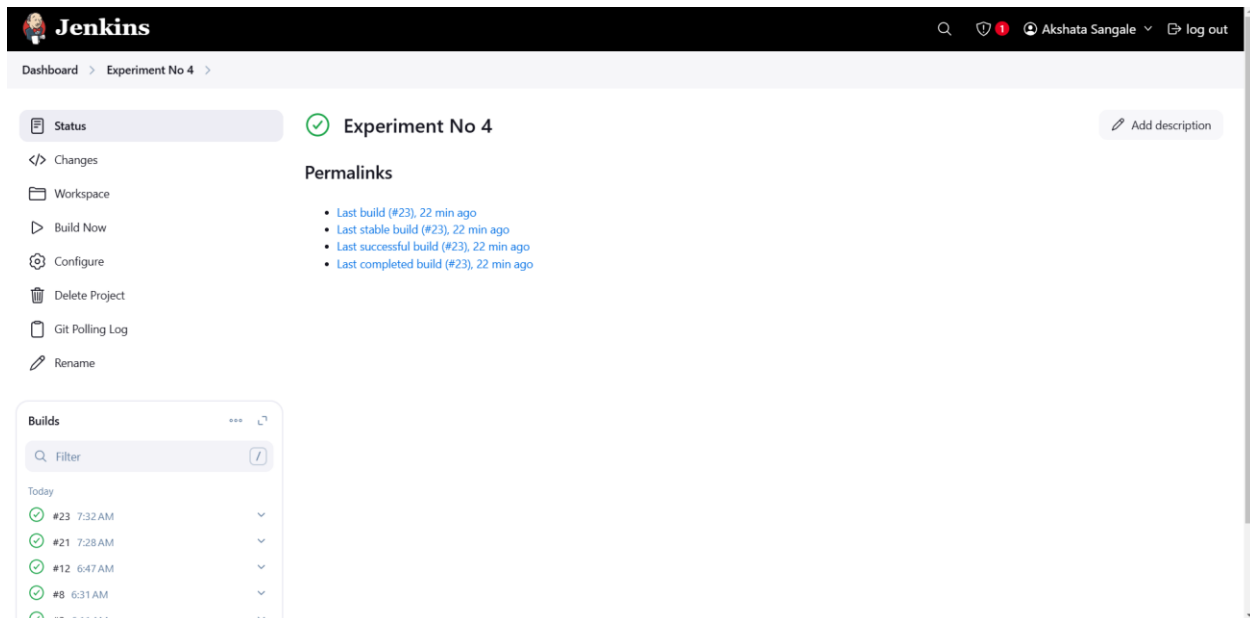 Jenkins
1 Akshata Sangale log out
Dashboard > Experiment No 4 >
Status
Changes
Workspace
Build Now
Configure
Delete Project
Git Polling Log
Rename
Experiment No 4
Add description
Permalinks
• Last build (#23), 22 min ago
• Last stable build (#23), 22 min ago
• Last successful build (#23), 22 min ago
• Last completed build (#23), 22 min ago
Builds
Filter /
Today
#23 7:32 AM
#21 7:28 AM
#12 6:47 AM
#8 6:31 AM